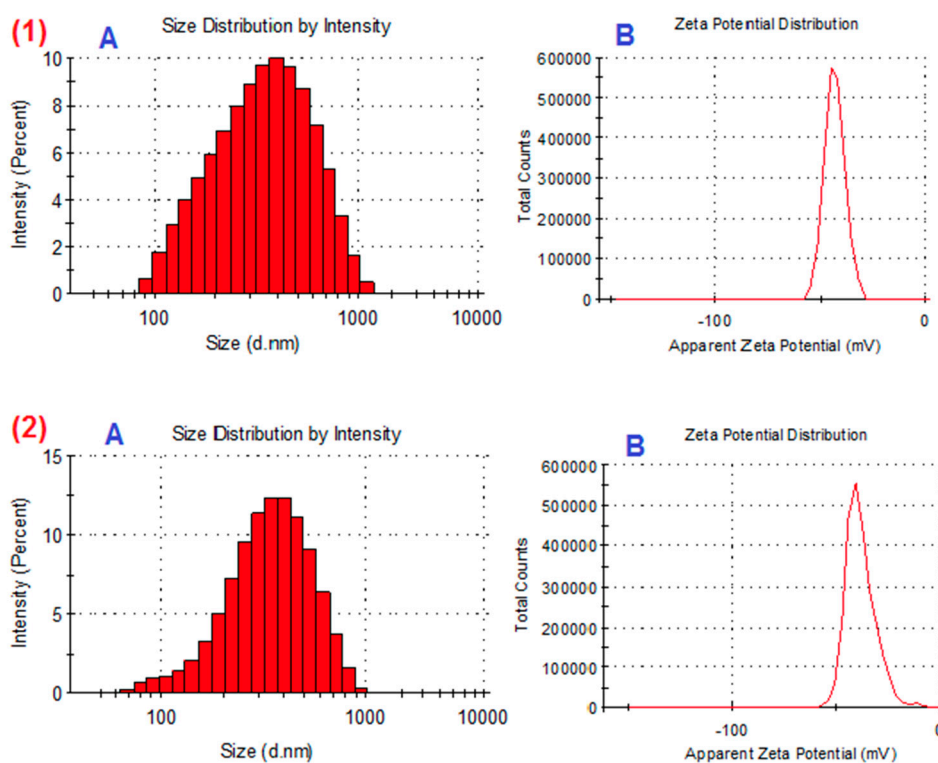 (1)
A
Size Distribution by Intensity
Intensity (Percent)
10
8
6
4
2
0
100
1000
10000
Size (d.nm)
B
Zeta Potential Distribution
Total Counts
600000
500000
400000
300000
200000
100000
0
-100
0
Apparent Zeta Potential (mV)
(2)
A
Size Distribution by Intensity
Intensity (Percent)
15
10
5
0
100
1000
10000
Size (d.nm)
B
Zeta Potential Distribution
Total Counts
600000
500000
400000
300000
200000
100000
0
-100
0
Apparent Zeta Potential (mV)